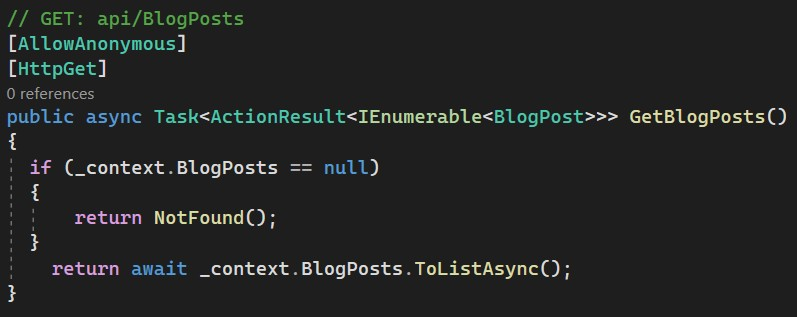 // GET: api/BlogPosts
[AllowAnonymous]
[HttpGet]
0 references
public async Task<ActionResult<IEnumerable<BlogPost>>> GetBlogPosts()
{
if (_context.BlogPosts == null)
{
return NotFound();
}
return await _context.BlogPosts.ToListAsync();
}